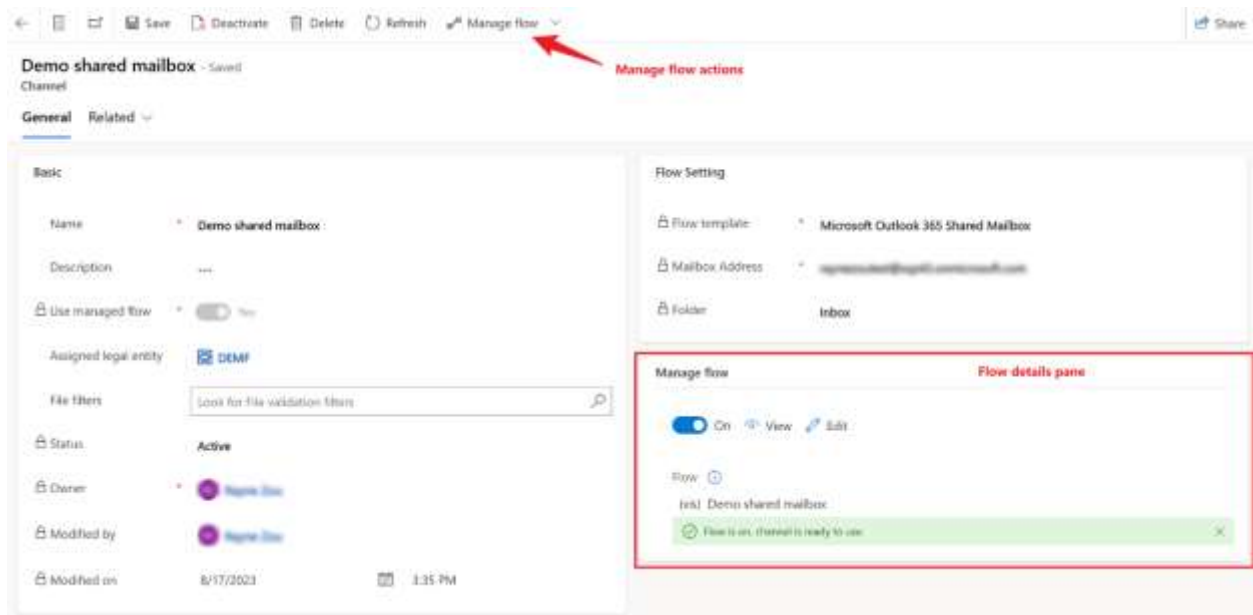 Save Deactivate Delete Refresh Manage flow Share
Demo shared mailbox - Saved
Manage flow actions
Channel
General Related
Basic
Name * Demo shared mailbox
Description ---
Use managed flow * Yes
Assigned legal entity DEMF
File filters Look for File validation filters
Status Active
Owner *
Modified by
Modified on 8/17/2023 3:35 PM
Flow Setting
Flow template * Microsoft Outlook 365 Shared Mailbox
Mailbox Address *
Folder Inbox
Manage flow Flow details pane
On View Edit
Flow
Demo shared mailbox
Flow is on, channel is ready to use